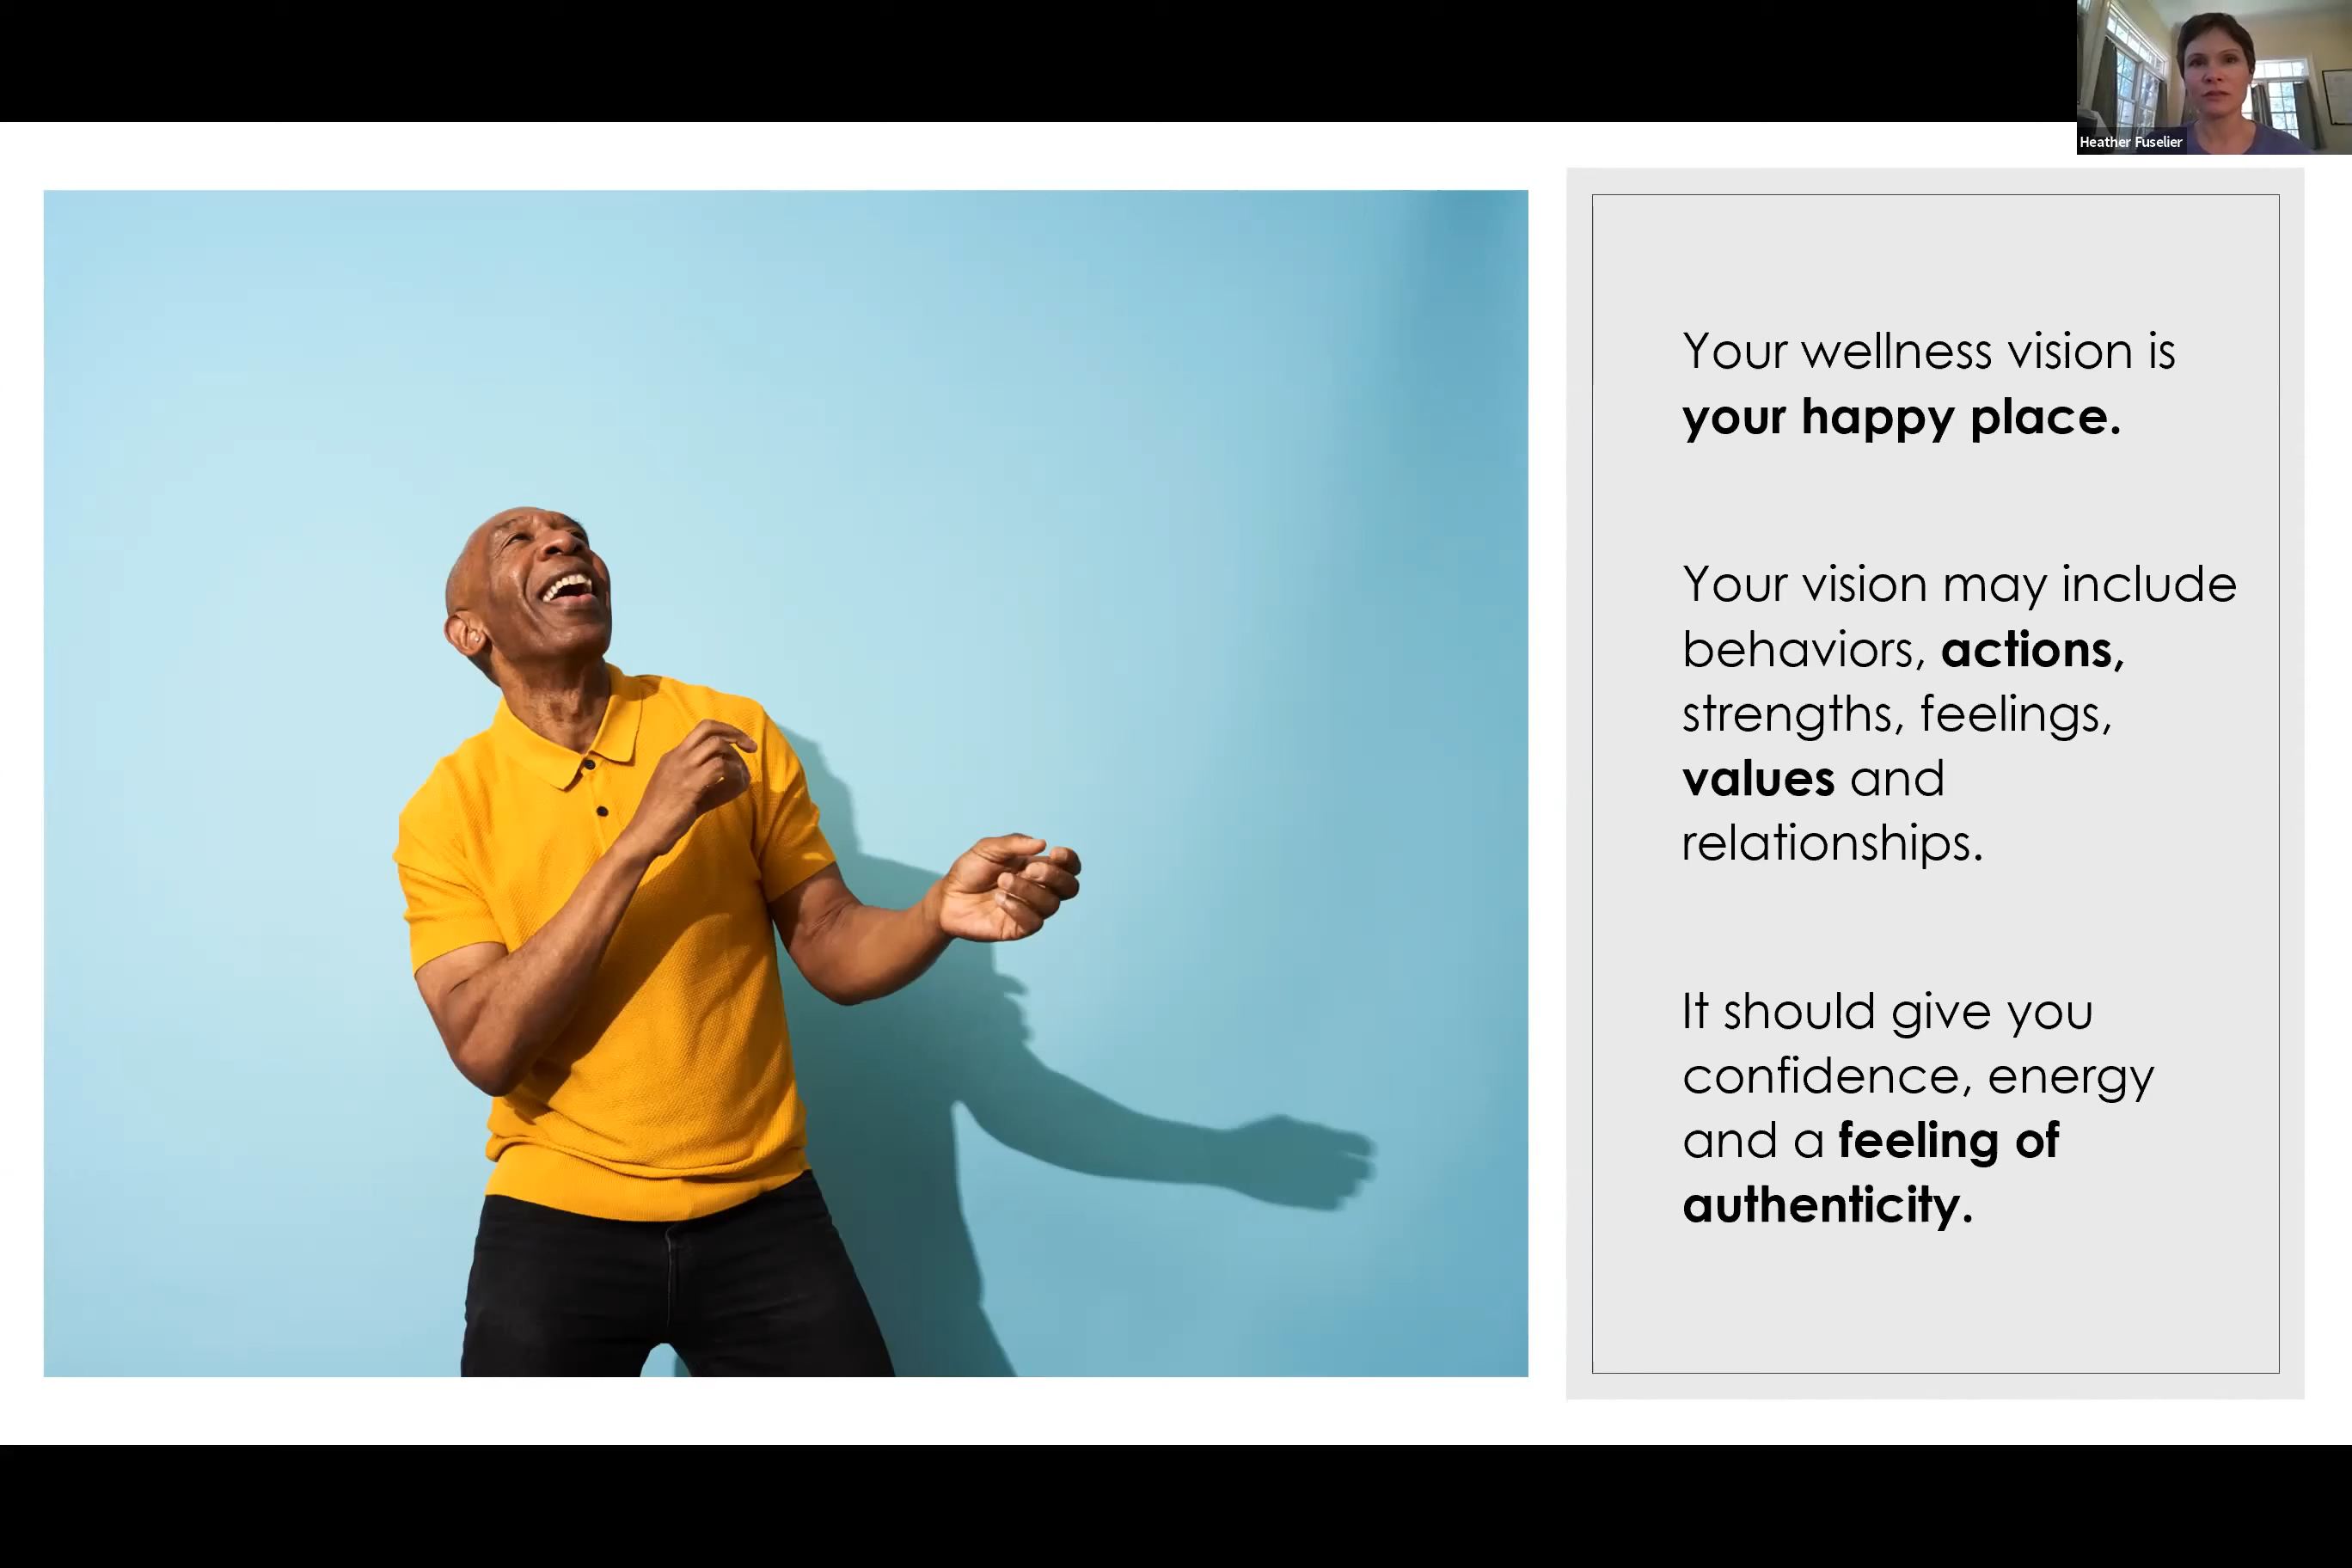 Heather Fuselier
Your wellness vision is
your happy place.
Your vision may include
behaviors, actions,
strengths, feelings,
values and
relationships.
It should give you
confidence, energy
and a feeling of
authenticity.